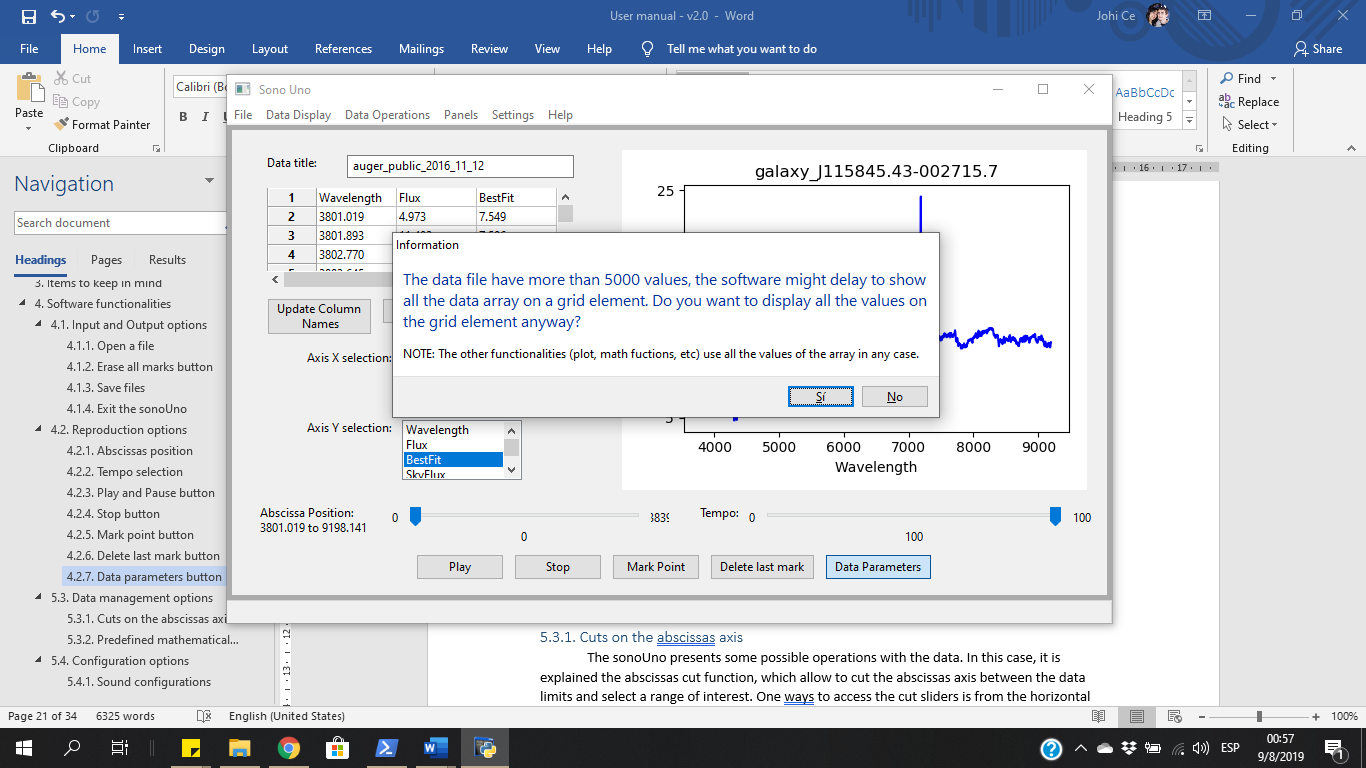 User manual - v2.0 - Word
Johi Ce
File Home Insert Design Layout References Mailings Review View Help Tell me what you want to do Share
Paste
Cut
Copy
Format Painter
Clipboard
Calibri (Bo
B I
AaBbCcDc
Heading 5
Find
Replace
Select
Editing
Navigation
Search document
Headings Pages Results
3. Items to keep in mind
4. Software functionalities
4.1. Input and Output options
4.1.1. Open a file
4.1.2. Erase all marks button
4.1.3. Save files
4.1.4. Exit the sonoUno
4.2. Reproduction options
4.2.1. Abscissas position
4.2.2. Tempo selection
4.2.3. Play and Pause button
4.2.4. Stop button
4.2.5. Mark point button
4.2.6. Delete last mark button
4.2.7. Data parameters button
5.3. Data management options
5.3.1. Cuts on the abscissas axi
5.3.2. Predefined mathematical...
5.4. Configuration options
5.4.1. Sound configurations
Sono Uno
File Data Display Data Operations Panels Settings Help
Data title: auger_public_2016_11_12
1 Wavelength Flux BestFit
2 3801.019 4.973 7.549
3 3801.893
4 3802.770
Update Column
Names
Axis X selection:
Axis Y selection:
Wavelength
Flux
BestFit
SkyFlux
galaxy_J115845.43-002715.7
25
5
4000 5000 6000 7000 8000 9000
Wavelength
Information
The data file have more than 5000 values, the software might delay to show
all the data array on a grid element. Do you want to display all the values on
the grid element anyway?
NOTE: The other functionalities (plot, math fuctions, etc) use all the values of the array in any case.
Sí No
Abscissa Position:
3801.019 to 9198.141
0 3839
0
Tempo: 0 100
100
Play Stop Mark Point Delete last mark Data Parameters
16 17
12
13
5.3.1. Cuts on the abscissas axis
The sonoUno presents some possible operations with the data. In this case, it is
explained the abscissas cut function, which allow to cut the abscissas axis between the data
limits and select a range of interest. One ways to access the cut sliders is from the horizontal
Page 21 of 34 6325 words English (United States) 100%
ESP
00:57
9/8/2019
1